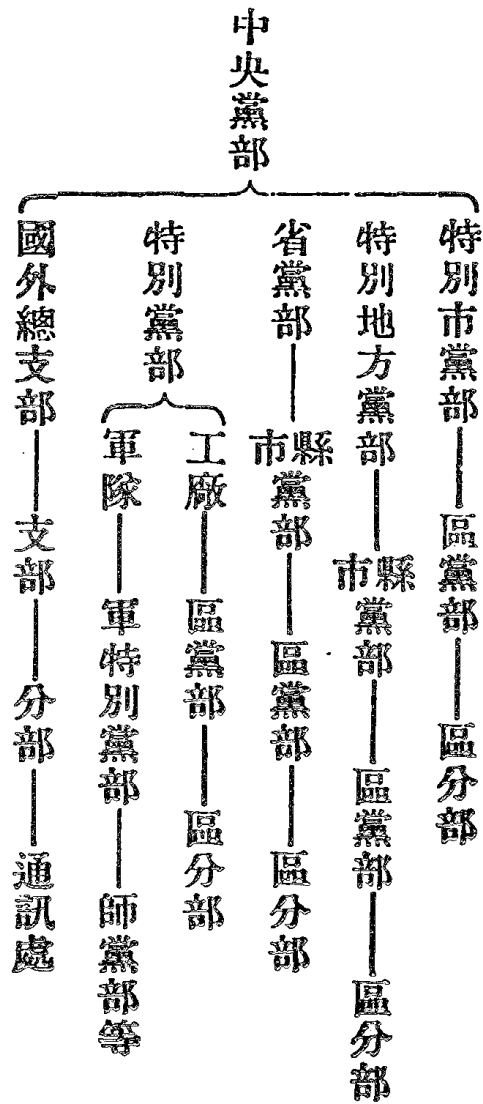 中央黨部
特別市黨部——區黨部——區分部
特別地方黨部——縣市黨部——區黨部——區分部
省黨部——縣市黨部——區黨部——區分部
特別黨部
工廠——區黨部——區分部
軍隊——軍特別黨部——師黨部等
國外總支部——支部——分部——通訊處